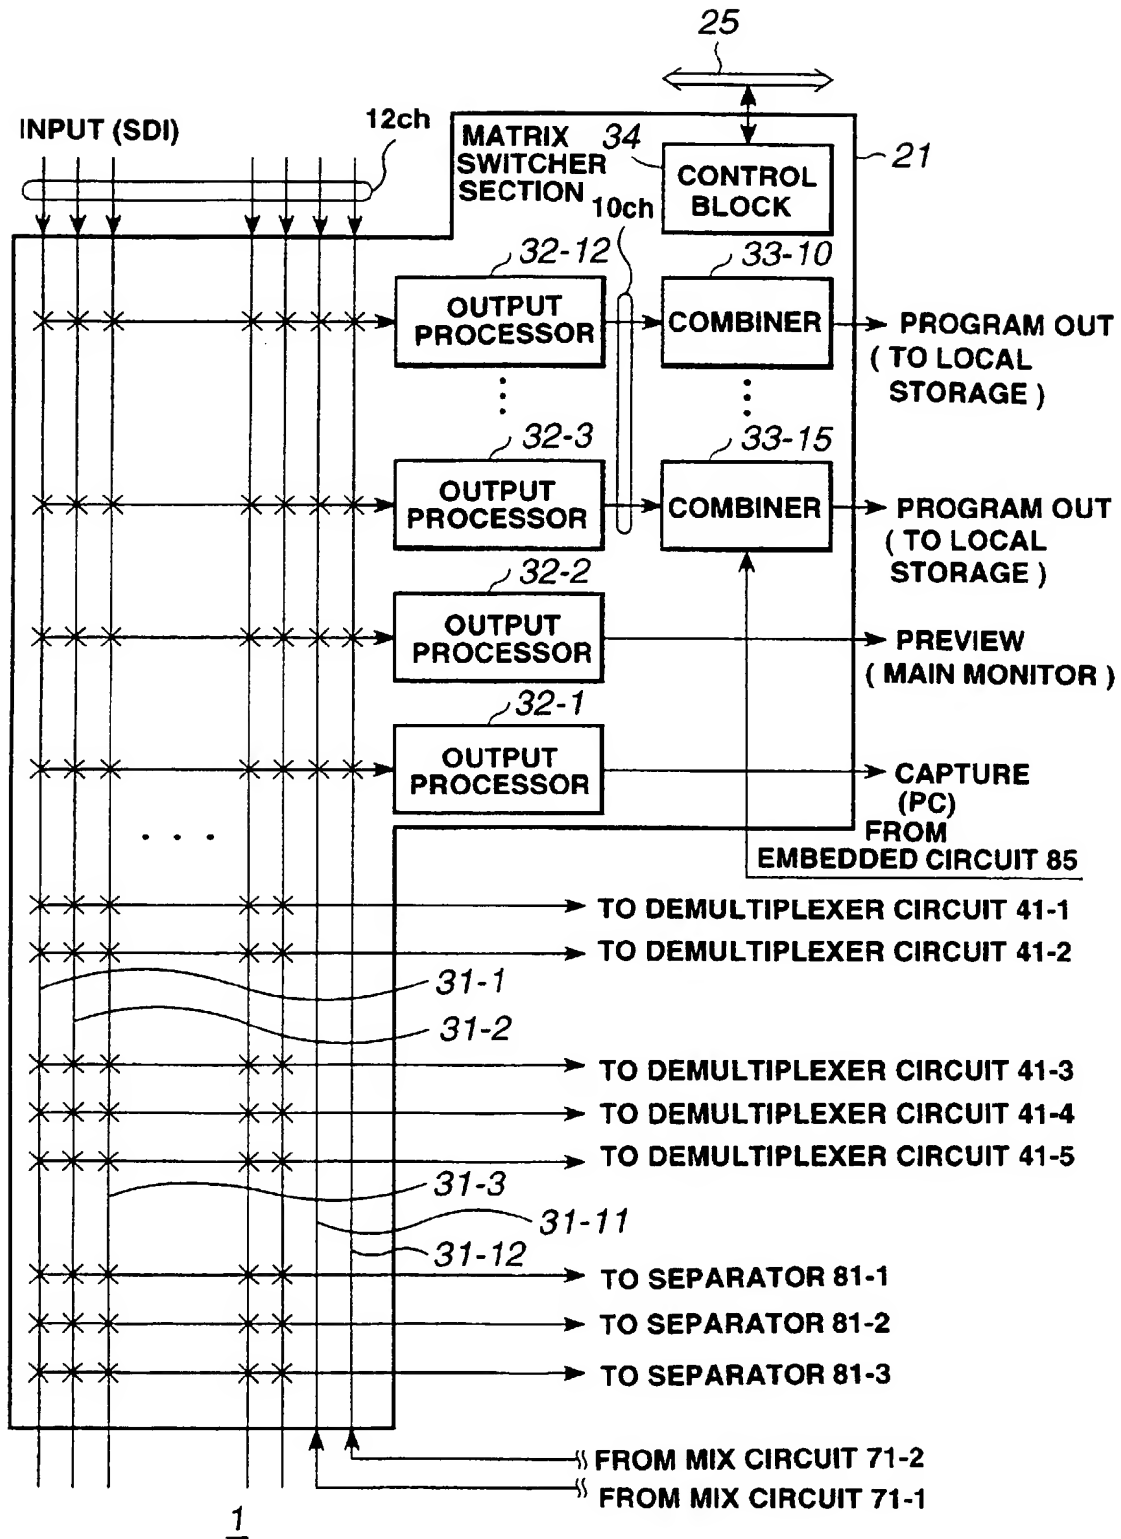 25
INPUT (SDI)
12ch
MATRIX
SWITCHER
SECTION
34
CONTROL
BLOCK
21
10ch
32-12
OUTPUT
PROCESSOR
33-10
COMBINER
PROGRAM OUT
( TO LOCAL
STORAGE )
32-3
OUTPUT
PROCESSOR
33-15
COMBINER
PROGRAM OUT
( TO LOCAL
STORAGE )
32-2
OUTPUT
PROCESSOR
PREVIEW
( MAIN MONITOR )
32-1
OUTPUT
PROCESSOR
CAPTURE
(PC)
FROM
EMBEDDED CIRCUIT 85
TO DEMULTIPLEXER CIRCUIT 41-1
TO DEMULTIPLEXER CIRCUIT 41-2
31-1
31-2
TO DEMULTIPLEXER CIRCUIT 41-3
TO DEMULTIPLEXER CIRCUIT 41-4
TO DEMULTIPLEXER CIRCUIT 41-5
31-3
31-11
31-12
TO SEPARATOR 81-1
TO SEPARATOR 81-2
TO SEPARATOR 81-3
FROM MIX CIRCUIT 71-2
FROM MIX CIRCUIT 71-1
1